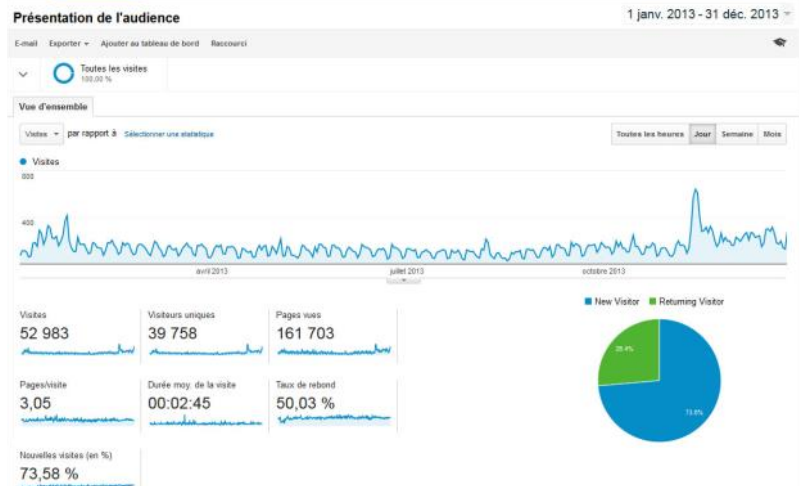 Présentation de l'audience
1 janv. 2013 - 31 déc. 2013
E-mail Exporter Ajouter au tableau de bord Raccourci
Toutes les visites
100,00 %
Vue d'ensemble
Visites par rapport à Sélectionner une statistique
Toutes les heures Jour Semaine Mois
Visites
800
400
avril 2013 juillet 2013 octobre 2013
New Visitor Returning Visitor
Visites Visiteurs uniques Pages vues
52 983 39 758 161 703
26.4%
Pages/visite Durée moy. de la visite Taux de rebond
3,05 00:02:45 50,03 %
73.6%
Nouvelles visites (en %)
73,58 %